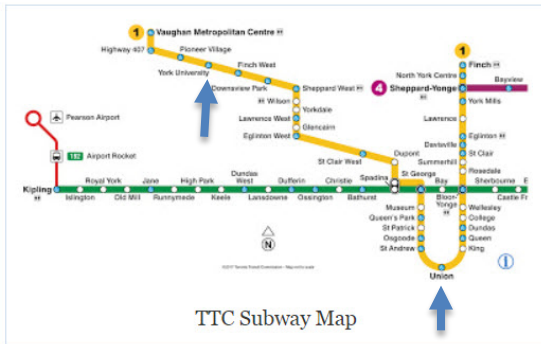 1 Vaughan Metropolitan Centre
Highway 407
Pioneer Village
York University
Finch West
Downsview Park
Sheppard West
Wilson
Yorkdale
Lawrence West
Glencairn
Eglinton West
St Clair West
Dupont
Spadina
St George
Museum
Queen's Park
St Patrick
Osgoode
St Andrew
Union
1
Finch
North York Centre
4 Sheppard-Yonge
Bayview
York Mills
Lawrence
Eglinton
Davisville
St Clair
Summerhill
Rosedale
Bay
Bloor-Yonge
Sherbourne
Castle Fr
E
Wellesley
College
Dundas
Queen
King
Pearson Airport
192 Airport Rocket
Kipling
Islington
Royal York
Old Mill
Jane
Runnymede
High Park
Keele
Dundas West
Lansdowne
Dufferin
Ossington
Christie
Bathurst
N
i
TTC Subway Map